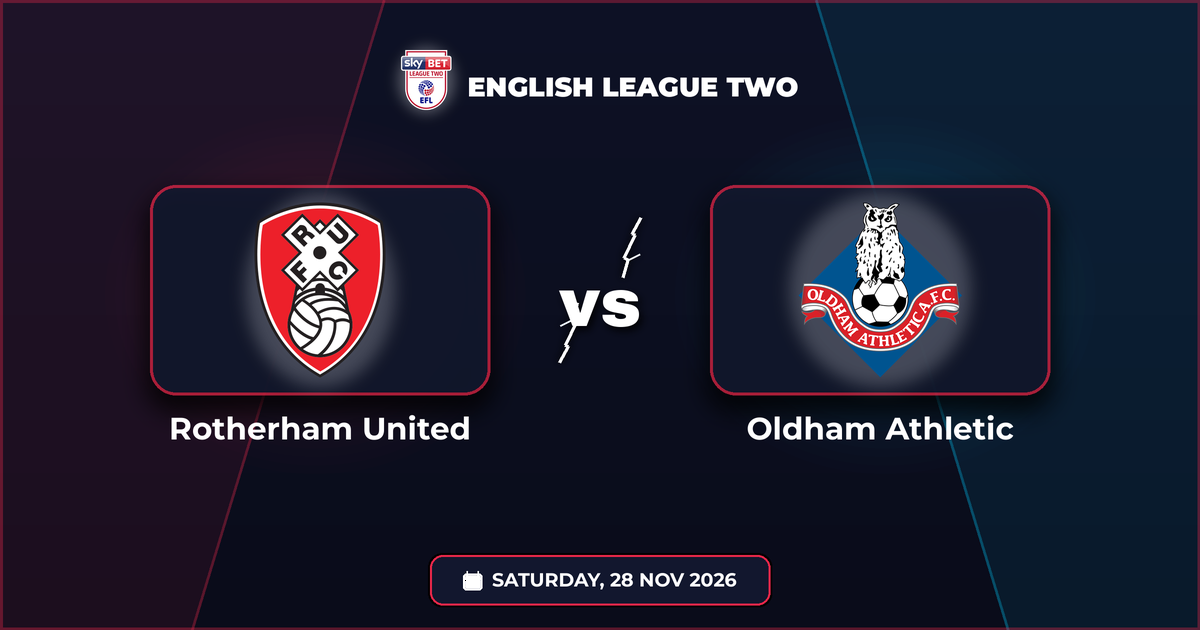 sky BET
LEAGUE TWO
EFL
ENGLISH LEAGUE TWO
R U
F C
OLDHAM ATHLETIC A.F.C.
VS
Rotherham United
Oldham Athletic
SATURDAY, 28 NOV 2026